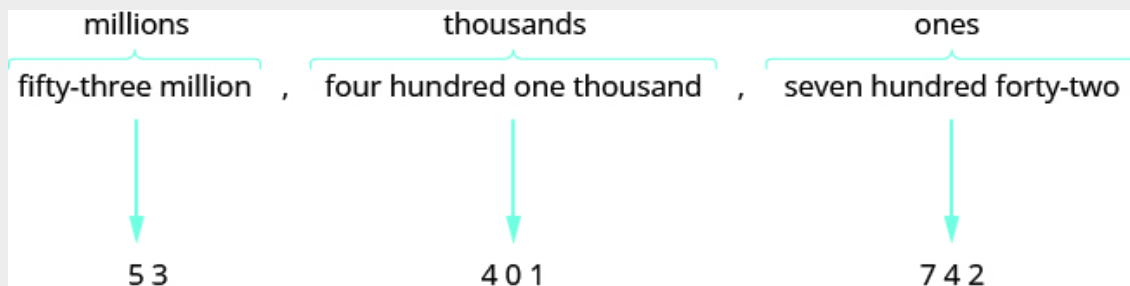 millions thousands ones
fifty-three million , four hundred one thousand , seven hundred forty-two
5 3 4 0 1 7 4 2